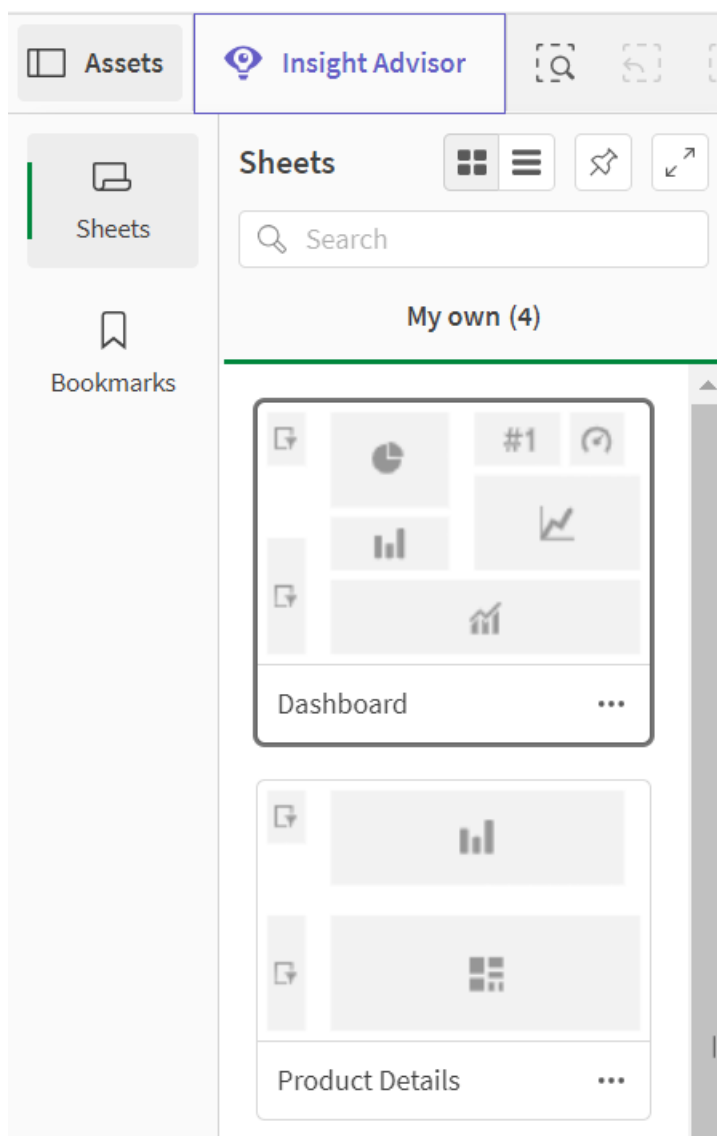 Assets
Insight Advisor
Sheets
Sheets
Search
Bookmarks
My own (4)
#1
Dashboard
Product Details